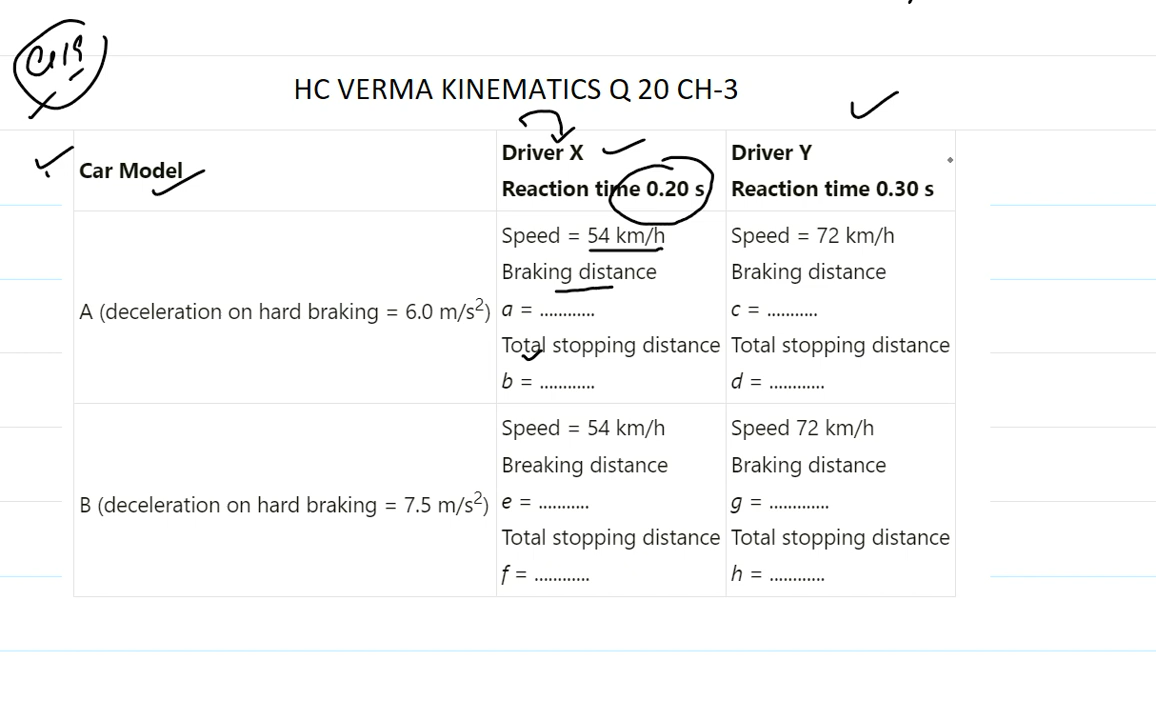 HC VERMA KINEMATICS Q 20 CH-3
Car Model
Driver X
Reaction time 0.20 s
Driver Y
Reaction time 0.30 s
A (deceleration on hard braking = 6.0 m/s²)
Speed = 54 km/h
Braking distance
a = ............
Total stopping distance
b = ............
Speed = 72 km/h
Braking distance
c = ...........
Total stopping distance
d = ............
B (deceleration on hard braking = 7.5 m/s²)
Speed = 54 km/h
Breaking distance
e = ...........
Total stopping distance
f = ............
Speed 72 km/h
Braking distance
g = .............
Total stopping distance
h = ............